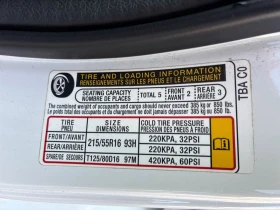 TIRE AND LOADING INFORMATION
RENSEIGNEMENTS SUR LES PNEUS ET LE CHARGEMENT
SEATING CAPACITY TOTAL 5 FRONT 2 REAR 3
NOMBRE DE PLACES AVANT ARRIÈRE
The combined weight of occupants and cargo should never exceed 385 kg or 850 lb.
Le poids total des occupants et du chargement ne doit jamais dépasser 385 kg ou 850 lb.
TIRE SIZE COLD TIRE PRESSURE
PNEU DIMENSIONS PRESSION DES PNEUS À FROID
FRONT/AVANT 215/55R16 93H 220KPA, 32PSI
REAR/ARRIÈRE 220KPA, 32PSI
SPARE/DE SECOURS T125/80D16 97M 420KPA, 60PSI
TBA CO